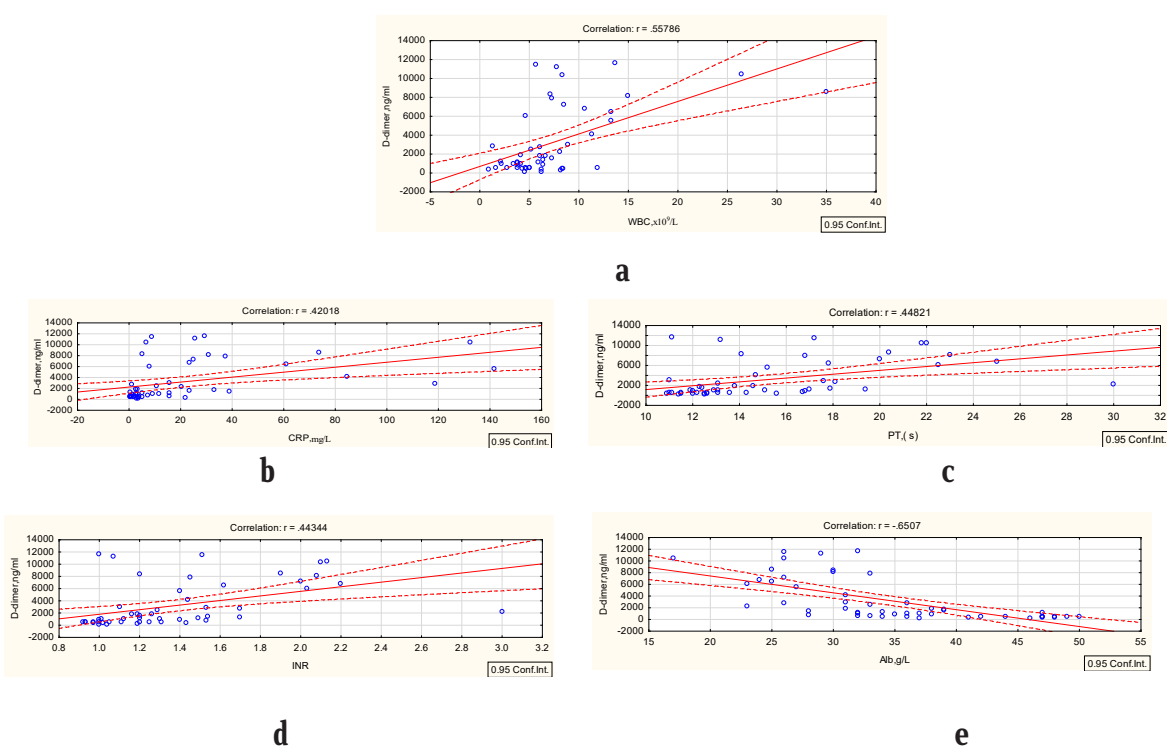 Correlation: r = .55786
14000
12000
10000
8000
6000
4000
2000
0
-2000
D-dimer,ng/ml
-5 0 5 10 15 20 25 30 35 40
WBC,x10⁹/L
0.95 Conf.Int.
a
Correlation: r = .42018
14000
12000
10000
8000
6000
4000
2000
0
-2000
D-dimer,ng/ml
-20 0 20 40 60 80 100 120 140 160
CRP,mg/L
0.95 Conf.Int.
b
Correlation: r = .44821
14000
12000
10000
8000
6000
4000
2000
0
-2000
D-dimer,ng/ml
10 12 14 16 18 20 22 24 26 28 30 32
PT,( s)
0.95 Conf.Int.
c
Correlation: r = .44344
14000
12000
10000
8000
6000
4000
2000
0
-2000
D-dimer,ng/ml
0.8 1.0 1.2 1.4 1.6 1.8 2.0 2.2 2.4 2.6 2.8 3.0 3.2
INR
0.95 Conf.Int.
d
Correlation: r = -.6507
14000
12000
10000
8000
6000
4000
2000
0
-2000
D-dimer,ng/ml
15 20 25 30 35 40 45 50 55
Alb,g/L
0.95 Conf.Int.
e